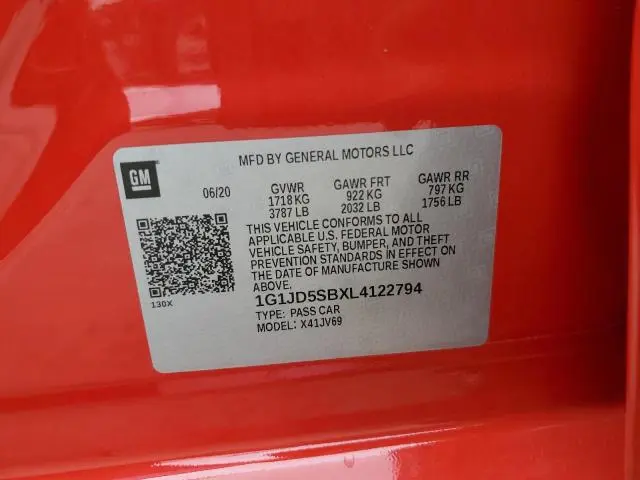 MFD BY GENERAL MOTORS LLC
GM
06/20 GVWR GAWR FRT GAWR RR
1718 KG 922 KG 797 KG
3787 LB 2032 LB 1756 LB
THIS VEHICLE CONFORMS TO ALL
APPLICABLE U.S. FEDERAL MOTOR
VEHICLE SAFETY, BUMPER, AND THEFT
PREVENTION STANDARDS IN EFFECT ON
THE DATE OF MANUFACTURE SHOWN
ABOVE.
130X
1G1JD5SBXL4122794
TYPE: PASS CAR
MODEL: X41JV69